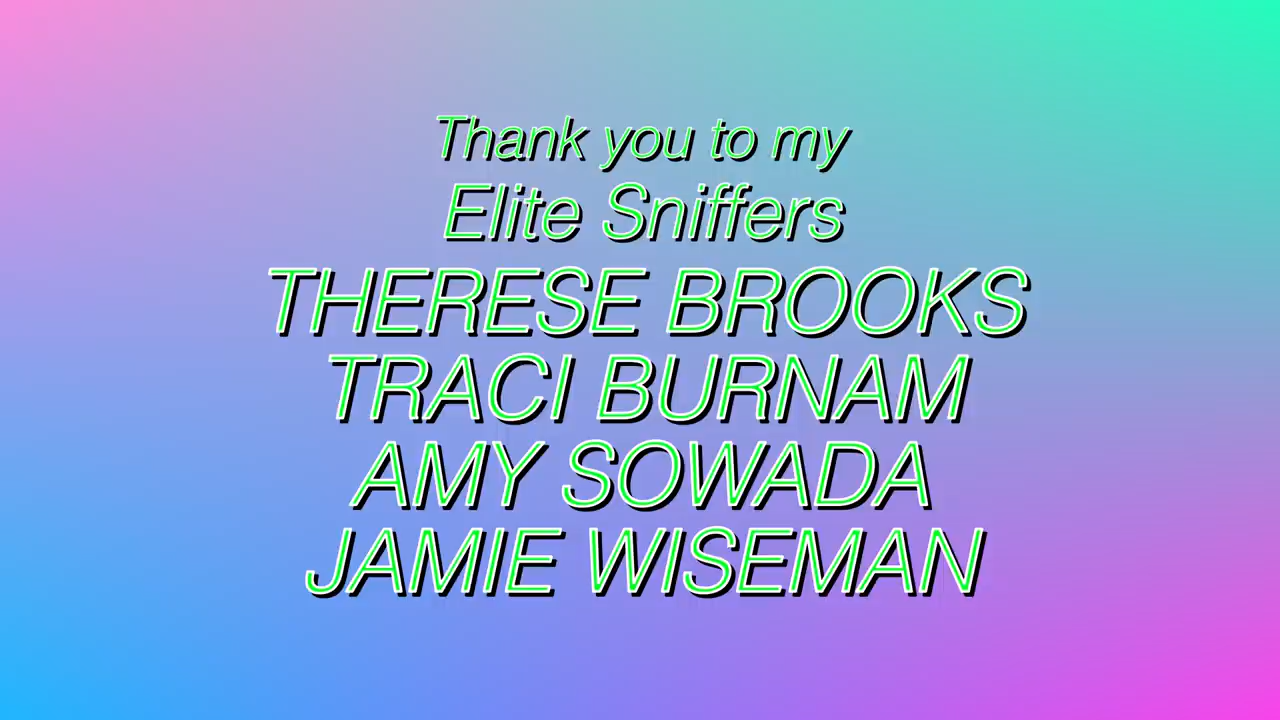 Thank you to my
Elite Sniffers
THERESE BROOKS
TRACI BURNAM
AMY SOWADA
JAMIE WISEMAN